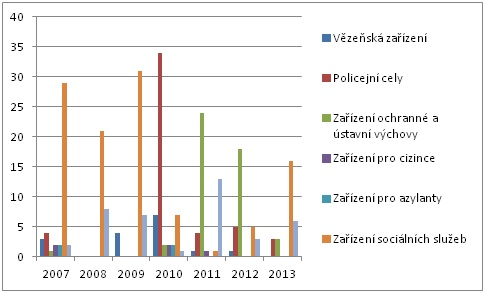 40
35
30
25
20
15
10
5
0
2007 2008 2009 2010 2011 2012 2013
Vězeňská zařízení
Policejní cely
Zařízení ochranné a
ústavní výchovy
Zařízení pro cizince
Zařízení pro azylanty
Zařízení sociálních služeb